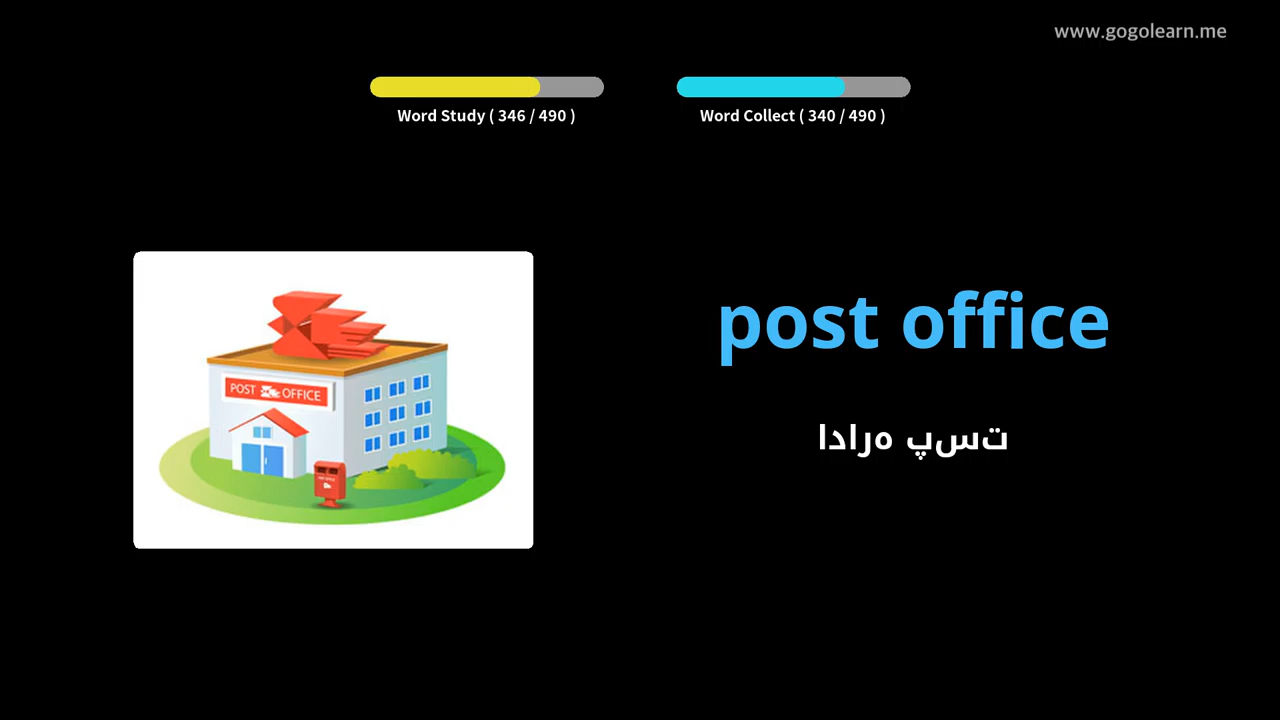 www.gogolearn.me
Word Study ( 346 / 490 )
Word Collect ( 340 / 490 )
POST OFFICE
post office
اداره پست